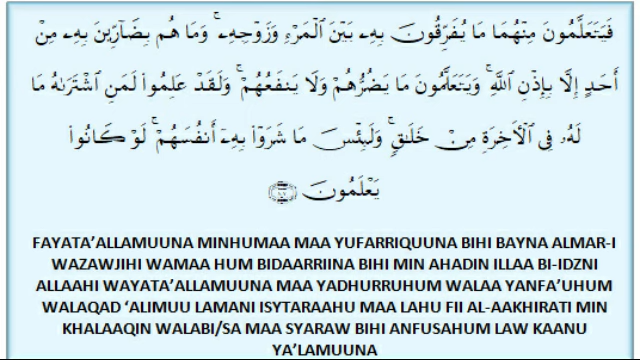 فَيَتَعَلَّمُونَ مِنْهُمَا مَا يُفَرِّقُونَ بِهِۦ بَيْنَ ٱلْمَرْءِ وَزَوْجِهِۦ ۚ وَمَا هُم بِضَآرِّينَ بِهِۦ مِنْ
أَحَدٍ إِلَّا بِإِذْنِ ٱللَّهِ ۚ وَيَتَعَلَّمُونَ مَا يَضُرُّهُمْ وَلَا يَنفَعُهُمْ ۚ وَلَقَدْ عَلِمُوا۟ لَمَنِ ٱشْتَرَىٰهُ مَا
لَهُۥ فِى ٱلْأَخِرَةِ مِنْ خَلَٰقٍ ۚ وَلَبِئْسَ مَا شَرَوْا۟ بِهِۦٓ أَنفُسَهُمْ ۚ لَوْ كَانُوا۟
يَعْلَمُونَ
FAYATA’ALLAMUUNA MINHUMAA MAA YUFARRIQUUNA BIHI BAYNA ALMAR-I
WAZAWJIHI WAMAA HUM BIDAARRIINA BIHI MIN AHADIN ILLAA BI-IDZNI
ALLAAHI WAYATA’ALLAMUUNA MAA YADHURRUHUM WALAA YANFA’UHUM
WALAQAD ‘ALIMUU LAMANI ISYTARAAHU MAA LAHU FII AL-AAKHIRATI MIN
KHALAAQIN WALABI/SA MAA SYARAW BIHI ANFUSAHUM LAW KAANU
YA’LAMUUNA